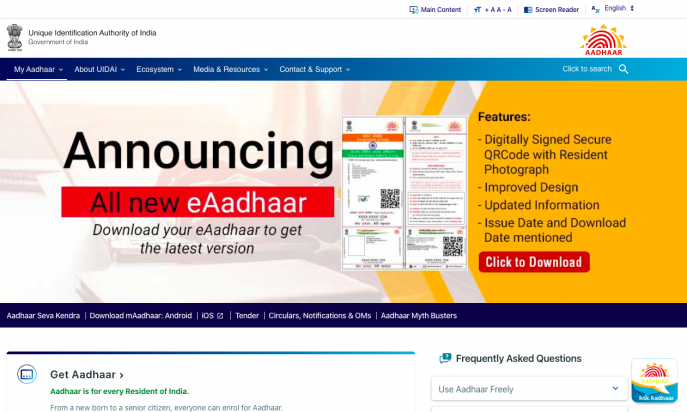 Main Content
+ A A - A
Screen Reader
English
Unique Identification Authority of India
Government of India
AADHAAR
My Aadhaar
About UIDAI
Ecosystem
Media & Resources
Contact & Support
Click to search
Announcing
All new eAadhaar
Download your eAadhaar to get
the latest version
Features:
- Digitally Signed Secure
QRCode with Resident
Photograph
- Improved Design
- Updated Information
- Issue Date and Download
Date mentioned
Click to Download
Aadhaar Seva Kendra | Download mAadhaar: Android | iOS | Tender | Circulars, Notifications & OMs | Aadhaar Myth Busters
Get Aadhaar >
Aadhaar is for every Resident of India.
From a new born to a senior citizen, everyone can enrol for Aadhaar.
Frequently Asked Questions
Use Aadhaar Freely
AADHAAR
Ask Aadhaar